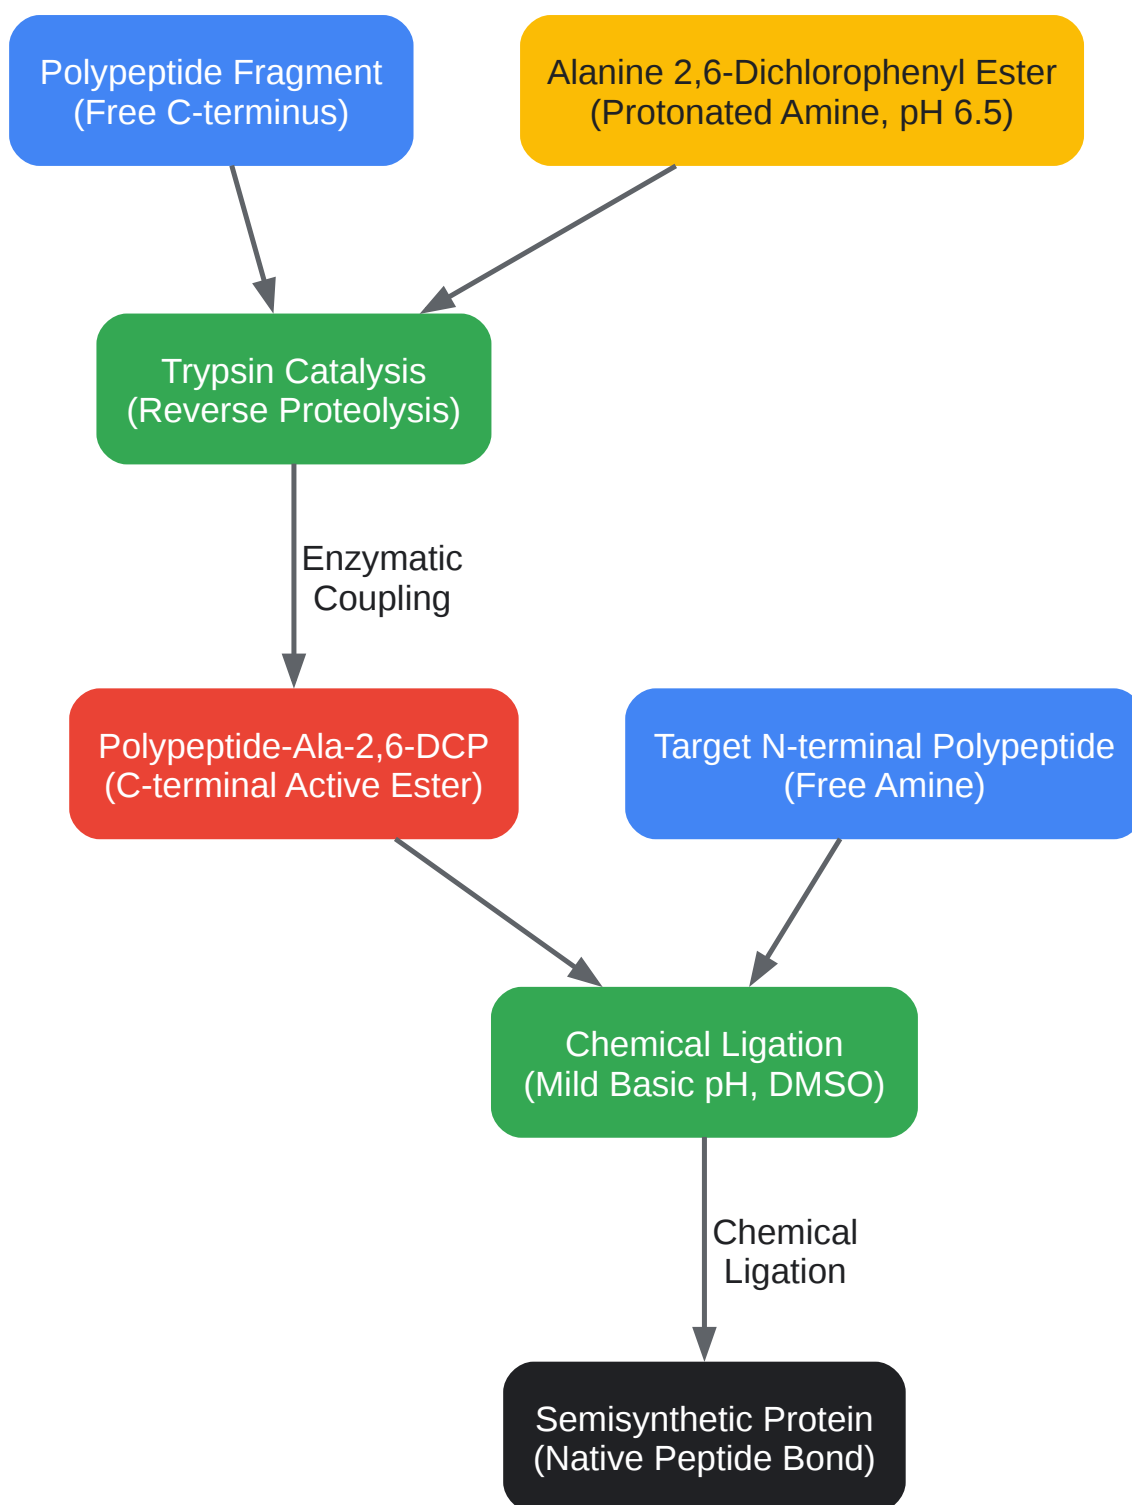 Polypeptide Fragment
(Free C-terminus)
Alanine 2,6-Dichlorophenyl Ester
(Protonated Amine, pH 6.5)
Trypsin Catalysis
(Reverse Proteolysis)
Enzymatic
Coupling
Polypeptide-Ala-2,6-DCP
(C-terminal Active Ester)
Target N-terminal Polypeptide
(Free Amine)
Chemical Ligation
(Mild Basic pH, DMSO)
Chemical
Ligation
Semisynthetic Protein
(Native Peptide Bond)